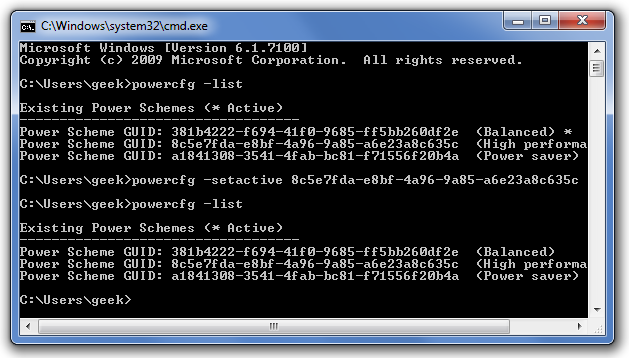 C:\Windows\system32\cmd.exe
Microsoft Windows [Version 6.1.7100]
Copyright (c) 2009 Microsoft Corporation.  All rights reserved.
C:\Users\geek>powercfg -list
Existing Power Schemes (* Active)
-----------------------------------
Power Scheme GUID: 381b4222-f694-41f0-9685-ff5bb260df2e  (Balanced) *
Power Scheme GUID: 8c5e7fda-e8bf-4a96-9a85-a6e23a8c635c  (High performa
Power Scheme GUID: a1841308-3541-4fab-bc81-f71556f20b4a  (Power saver)
C:\Users\geek>powercfg -setactive 8c5e7fda-e8bf-4a96-9a85-a6e23a8c635c
C:\Users\geek>powercfg -list
Existing Power Schemes (* Active)
-----------------------------------
Power Scheme GUID: 381b4222-f694-41f0-9685-ff5bb260df2e  (Balanced)
Power Scheme GUID: 8c5e7fda-e8bf-4a96-9a85-a6e23a8c635c  (High performa
Power Scheme GUID: a1841308-3541-4fab-bc81-f71556f20b4a  (Power saver)
C:\Users\geek>